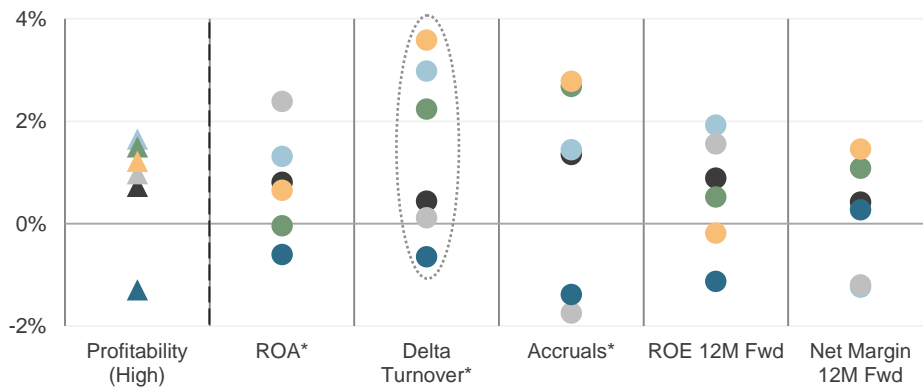 4%
2%
0%
-2%
Profitability
(High)
ROA*
Delta
Turnover*
Accruals*
ROE 12M Fwd
Net Margin
12M Fwd